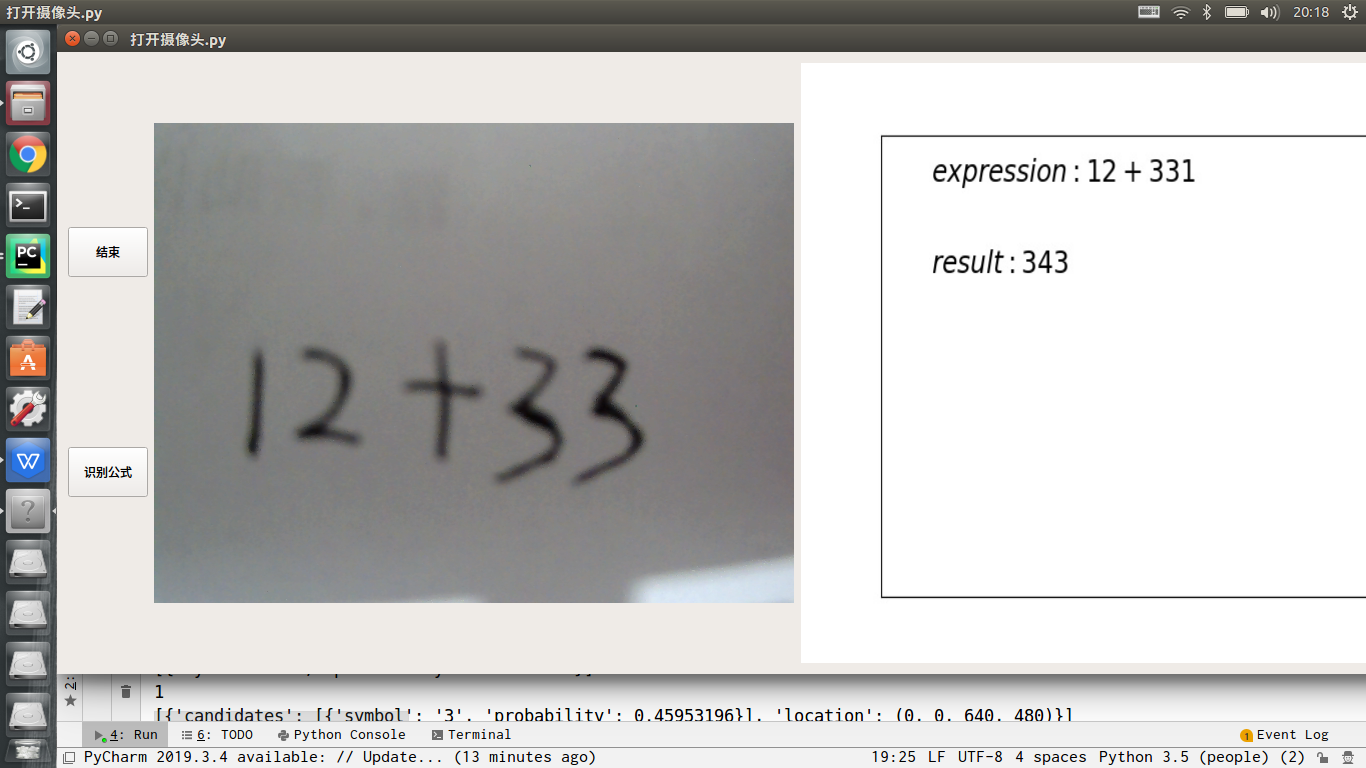 打开摄像头.py
20:18
打开摄像头.py
结束
识别公式
12+33
expression : 12 + 331
result : 343
1
[{'candidates': [{'symbol': '3', 'probability': 0.45953196}], 'location': (0, 0, 640, 480)}]
2:
4: Run
6: TODO
Python Console
Terminal
1 Event Log
PyCharm 2019.3.4 available: // Update... (13 minutes ago)
19:25 LF UTF-8 4 spaces Python 3.5 (people) (2)
PC